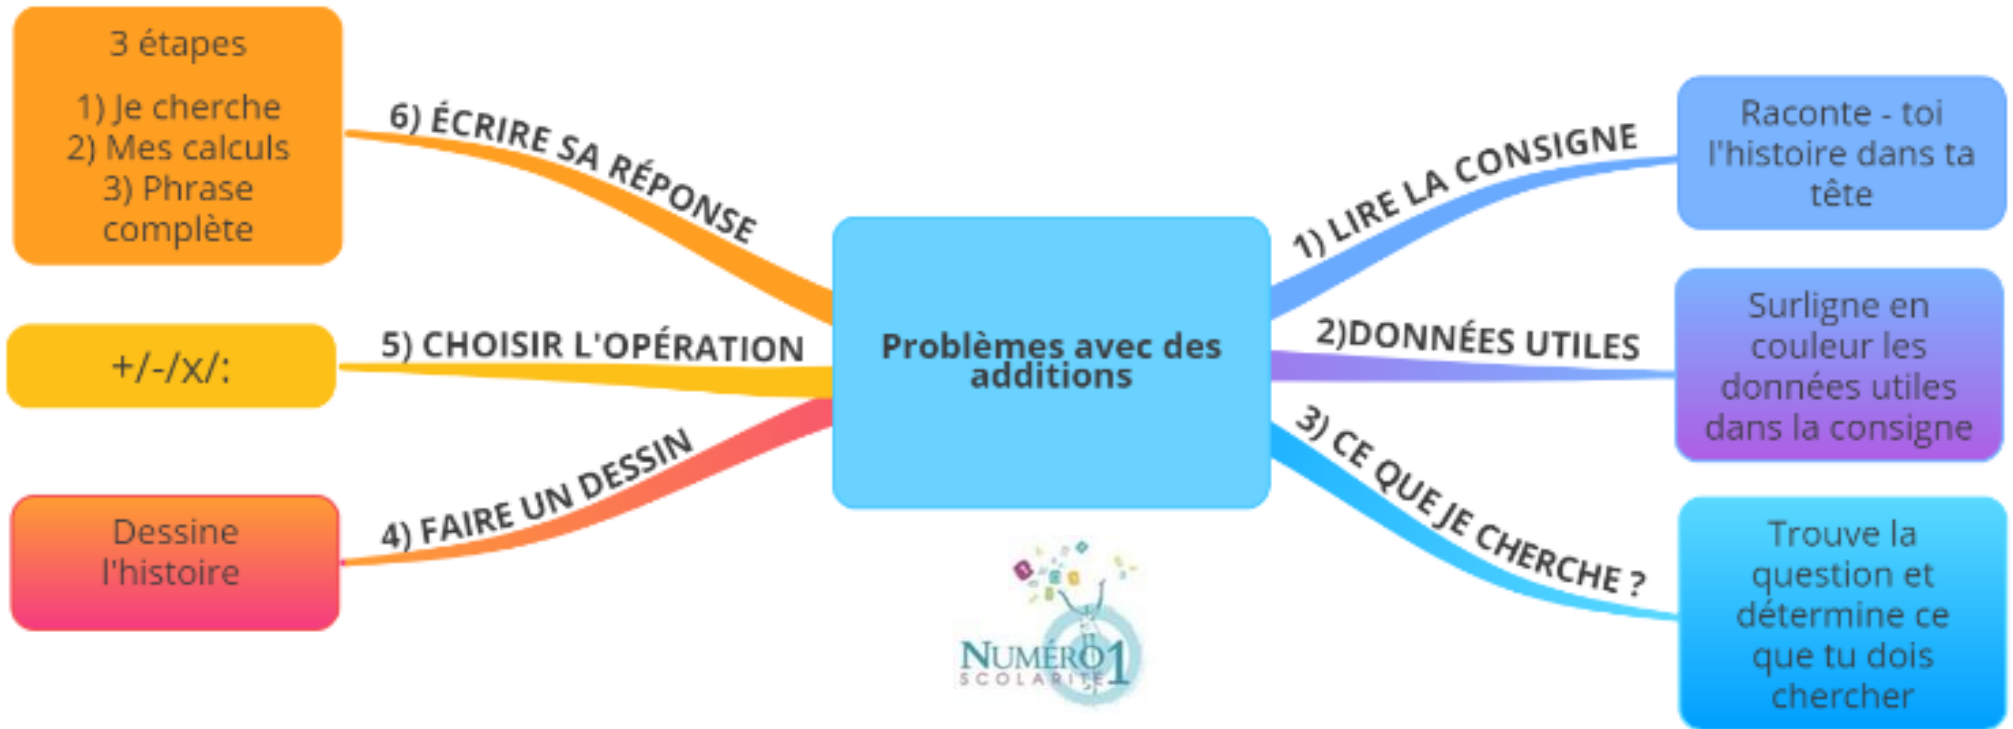 Problèmes avec des
additions
1) LIRE LA CONSIGNE
Raconte - toi
l'histoire dans ta
tête
2)DONNÉES UTILES
Surligne en
couleur les
données utiles
dans la consigne
3) CE QUE JE CHERCHE ?
Trouve la
question et
détermine ce
que tu dois
chercher
4) FAIRE UN DESSIN
Dessine
l'histoire
5) CHOISIR L'OPÉRATION
+/-/x/:
6) ÉCRIRE SA RÉPONSE
3 étapes
1) Je cherche
2) Mes calculs
3) Phrase
complète
NUMÉRO1
SCOLARITÉ